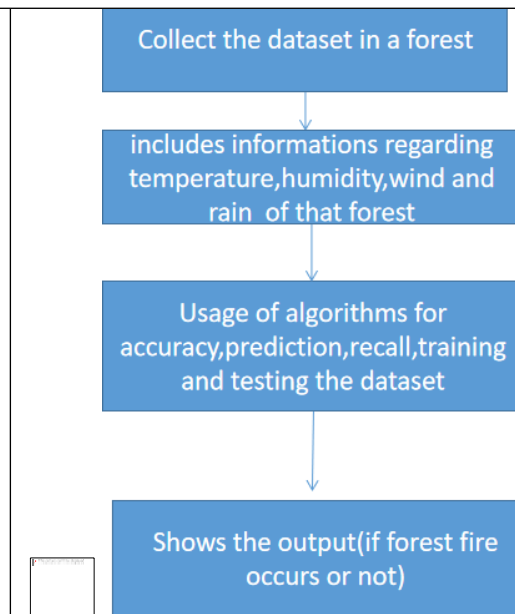 Collect the dataset in a forest
includes informations regarding
temperature,humidity,wind and
rain of that forest
Usage of algorithms for
accuracy,prediction,recall,training
and testing the dataset
Shows the output(if forest fire
occurs or not)